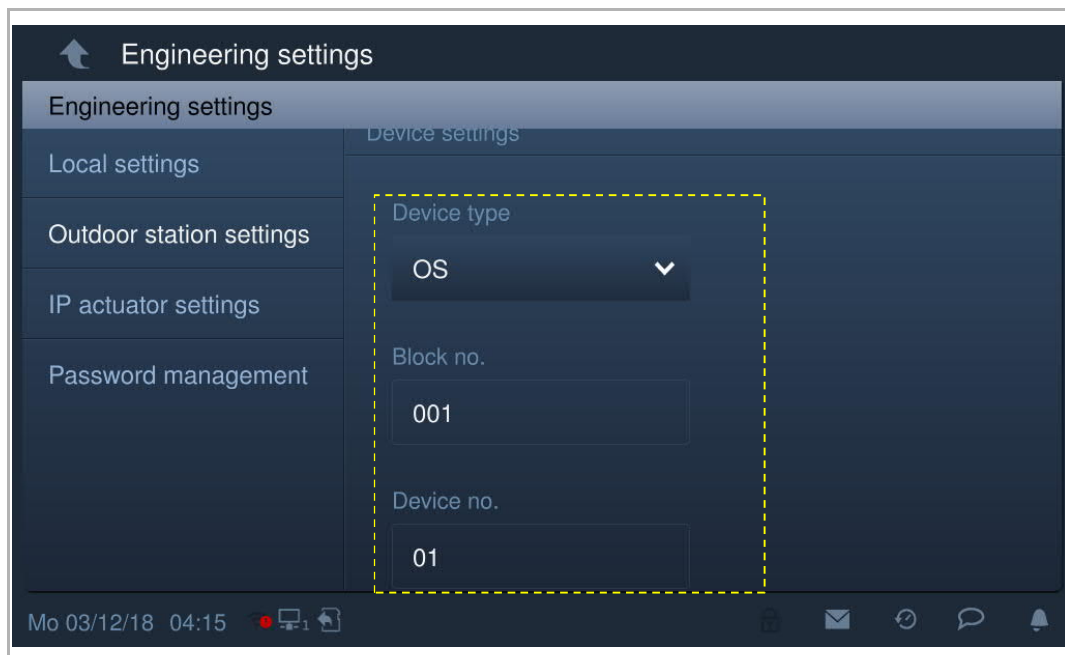 Engineering settings
Engineering settings
Device settings
Local settings
Device type
Outdoor station settings
OS
IP actuator settings
Block no.
Password management
001
Device no.
01
Mo 03/12/18 04:15
1